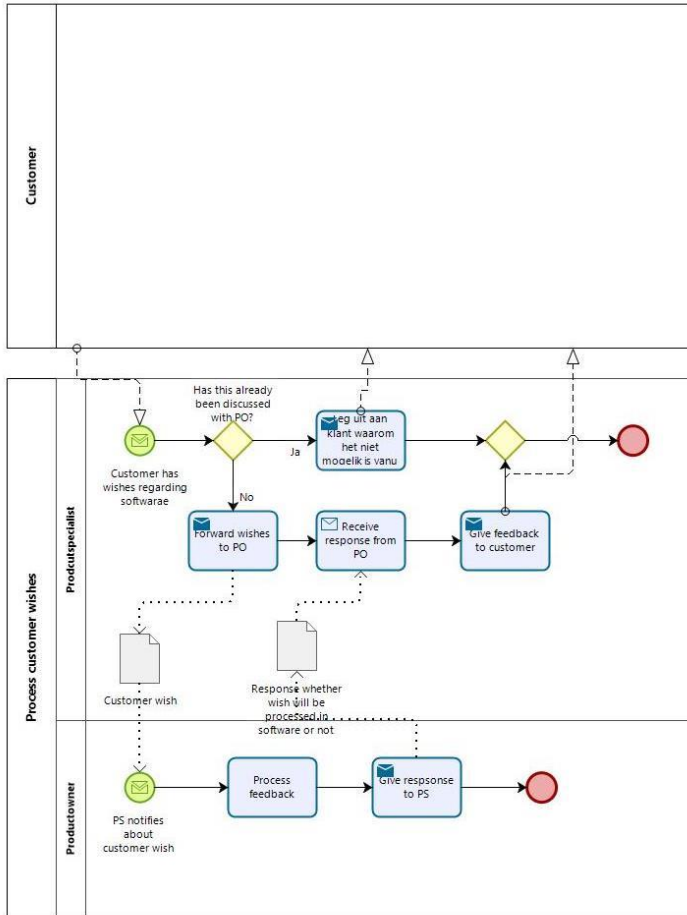 Customer
Process customer wishes
Prodcutspecialist
Has this already
been discussed
with PO?
Ja
No
Customer has
wishes regarding
softwarae
Leg uit aan
klant waarom
het niet
mogelik is vanu
Forward wishes
to PO
Receive
response from
PO
Give feedback
to customer
Customer wish
Response whether
wish will be
processed in
software or not
Productowner
PS notifies
about
customer wish
Process
feedback
Give respsonse
to PS